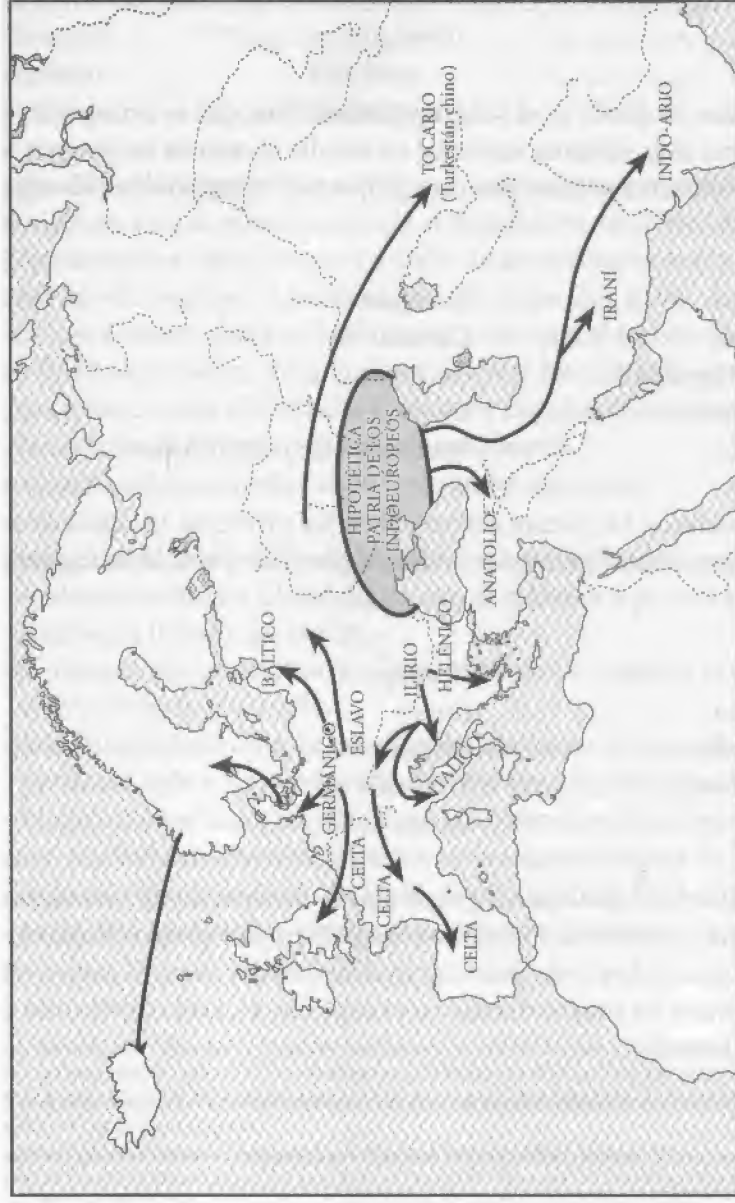 BÁLTICO
ESLAVO
GERMÁNICO
CELTA
CELTA
CELTA
ILIRIO
HELÉNICO
ITÁLICO
HIPOTÉTICA
PATRIA DE LOS
INDOEUROPEOS
ANATOLIO
TOCARIO
(Turkestán chino)
IRANÍ
INDO-ARIO